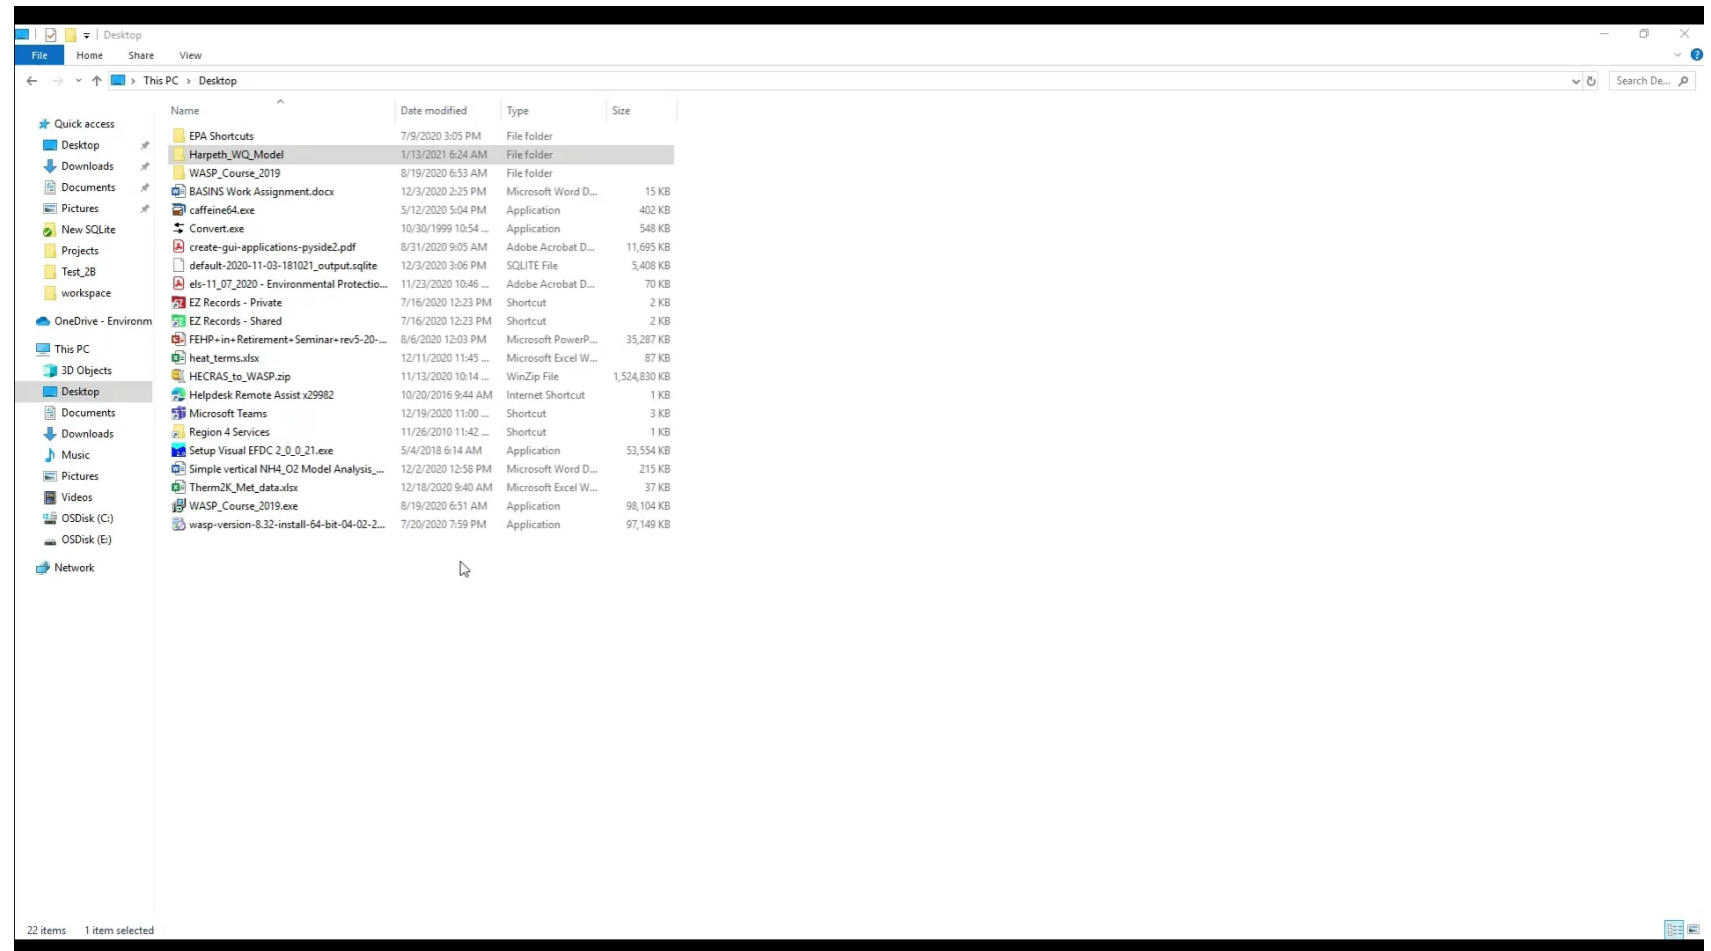 Desktop
File Home Share View
This PC > Desktop
Search De...
Name Date modified Type Size
Quick access
Desktop
Downloads
Documents
Pictures
New SQLite
Projects
Test_2B
workspace
OneDrive - Environm
This PC
3D Objects
Desktop
Documents
Downloads
Music
Pictures
Videos
OSDisk (C:)
OSDisk (E:)
Network
EPA Shortcuts 7/9/2020 3:05 PM File folder
Harpeth_WQ_Model 1/13/2021 6:24 AM File folder
WASP_Course_2019 8/19/2020 6:53 AM File folder
BASINS Work Assignment.docx 12/3/2020 2:25 PM Microsoft Word D... 15 KB
caffeine64.exe 5/12/2020 5:04 PM Application 402 KB
Convert.exe 10/30/1999 10:54 ... Application 548 KB
create-gui-applications-pyside2.pdf 8/31/2020 9:05 AM Adobe Acrobat D... 11,695 KB
default-2020-11-03-181021_output.sqlite 12/3/2020 3:06 PM SQLITE File 5,408 KB
els-11_07_2020 - Environmental Protectio... 11/23/2020 10:46 ... Adobe Acrobat D... 70 KB
EZ Records - Private 7/16/2020 12:23 PM Shortcut 2 KB
EZ Records - Shared 7/16/2020 12:23 PM Shortcut 2 KB
FEHP+in+Retirement+Seminar+rev5-20-... 8/6/2020 12:03 PM Microsoft PowerP... 35,287 KB
heat_terms.xlsx 12/11/2020 11:45 ... Microsoft Excel W... 87 KB
HECRAS_to_WASP.zip 11/13/2020 10:14 ... WinZip File 1,524,830 KB
Helpdesk Remote Assist x29982 10/20/2016 9:44 AM Internet Shortcut 1 KB
Microsoft Teams 12/19/2020 11:00 ... Shortcut 3 KB
Region 4 Services 11/26/2010 11:42 ... Shortcut 1 KB
Setup Visual EFDC 2_0_0_21.exe 5/4/2018 6:14 AM Application 53,554 KB
Simple vertical NH4_O2 Model Analysis_... 12/2/2020 12:58 PM Microsoft Word D... 215 KB
Therm2K_Met_data.xlsx 12/18/2020 9:40 AM Microsoft Excel W... 37 KB
WASP_Course_2019.exe 8/19/2020 6:51 AM Application 98,104 KB
wasp-version-8.32-install-64-bit-04-02-2... 7/20/2020 7:59 PM Application 97,149 KB
22 items 1 item selected